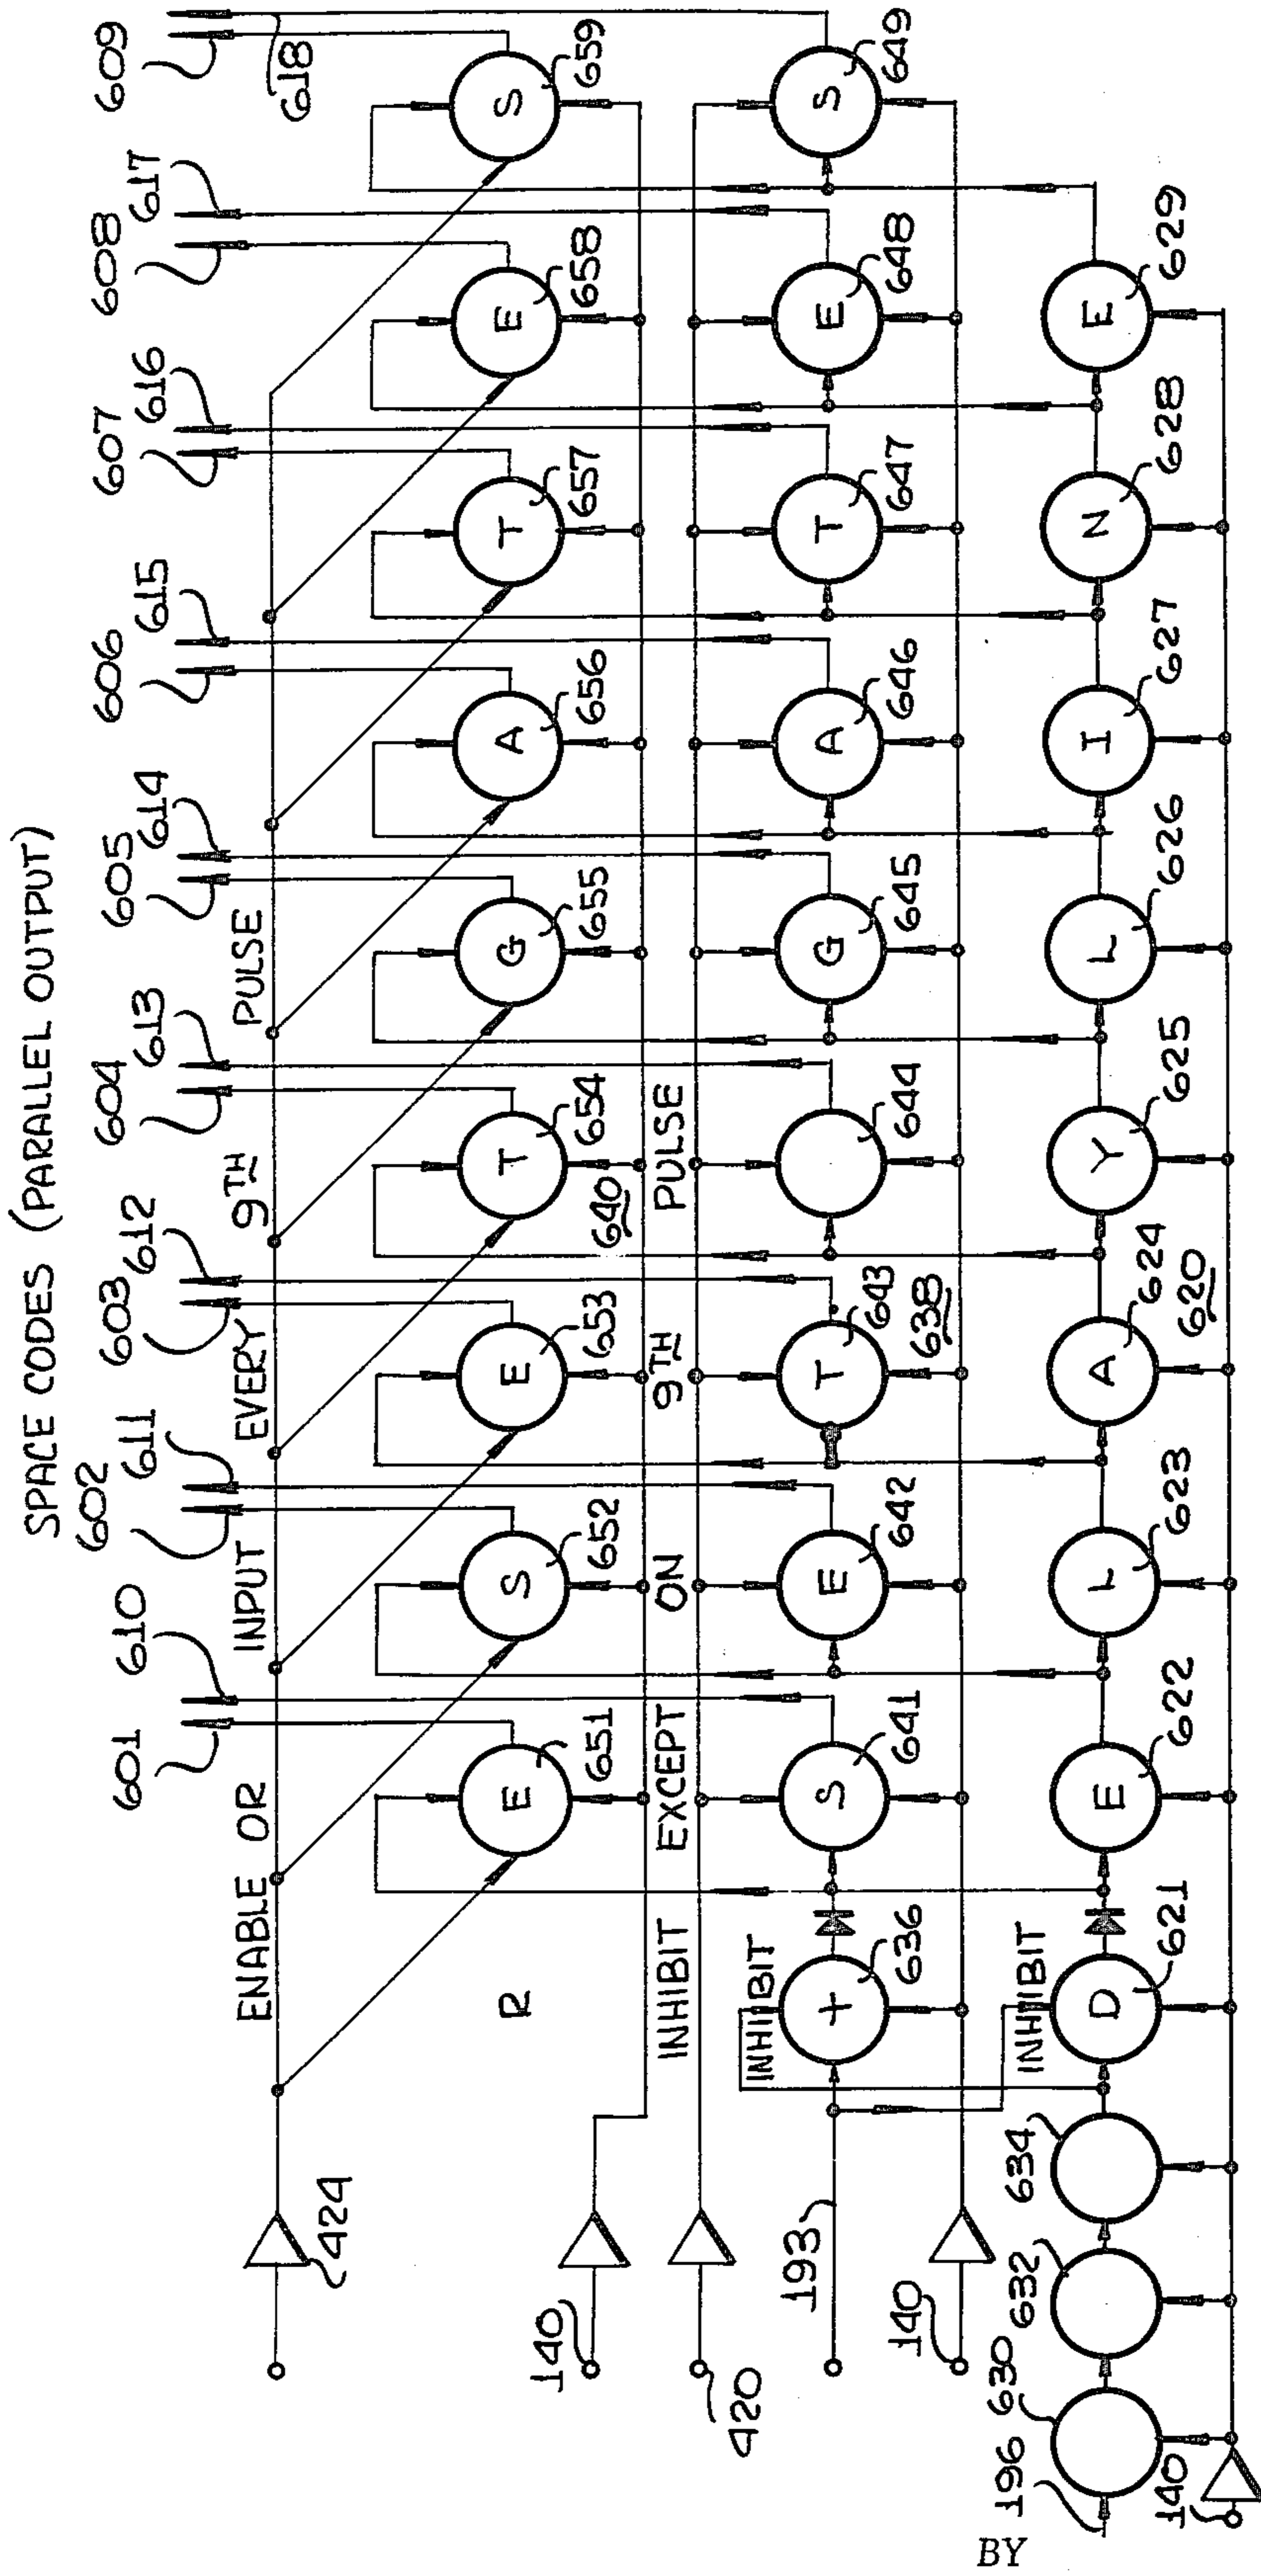 SPACE CODES (PARALLEL OUTPUT)
601 610 602 611 603 612 604 613 605 614 606 615 607 616 608 617 609
618
ENABLE OR INPUT EVERY 9TH PULSE
424
R E S E T G A T E S
651 652 653 654 655 656 657 658 659
140
640
INHIBIT EXCEPT ON 9TH PULSE
420
INHIBIT
+ S E T G A T E S
193 636 641 642 643 644 645 646 647 648 649
638
140
INHIBIT
D E L A Y L I N E
196 630 632 634 621 622 623 624 625 626 627 628 629
620
140
BY